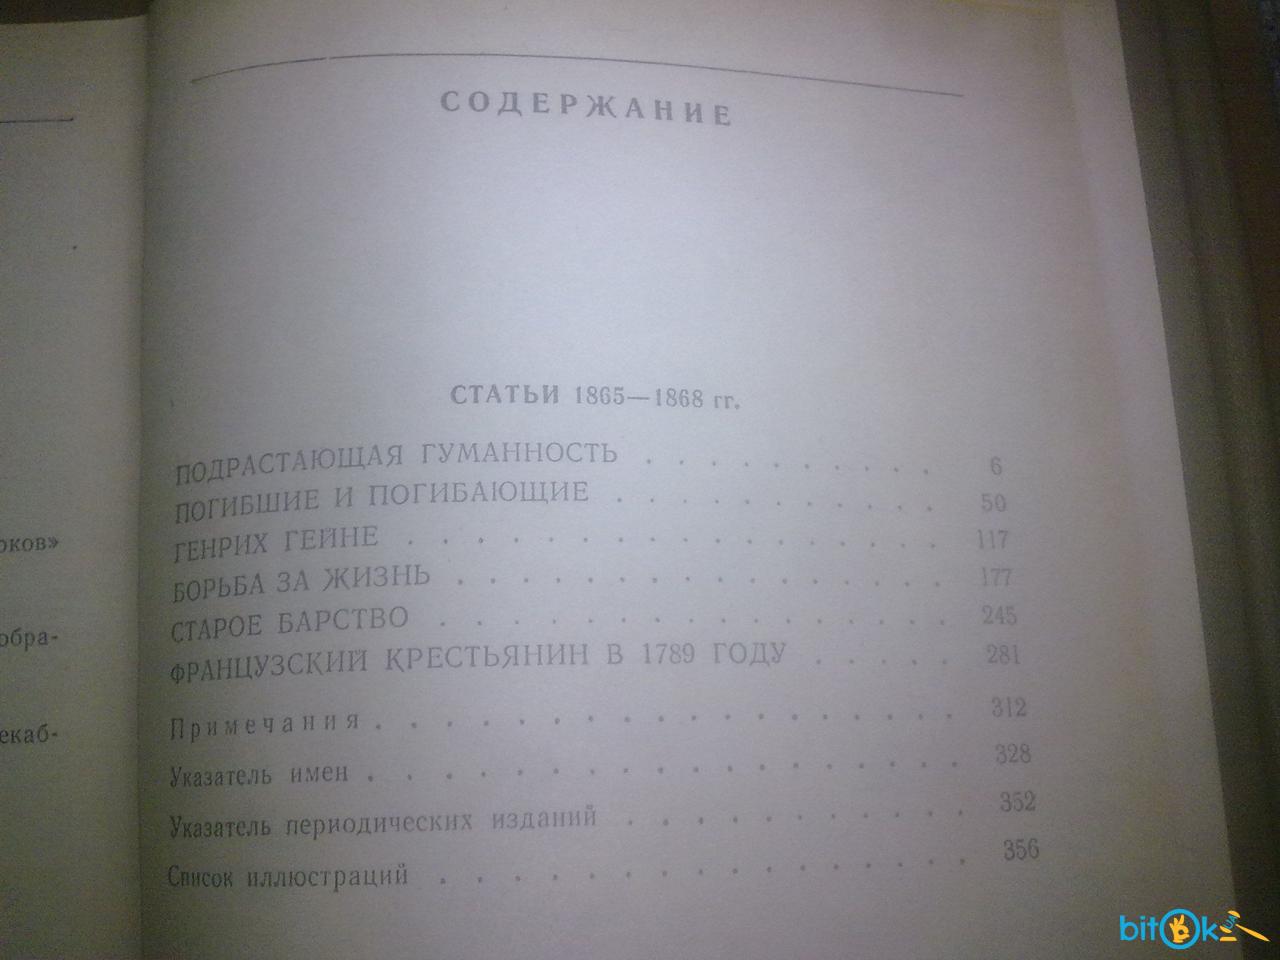 СОДЕРЖАНИЕ
СТАТЬИ 1865—1868 гг.
ПОДРАСТАЮЩАЯ ГУМАННОСТЬ . . . . . . . . . . 6
ПОГИБШИЕ И ПОГИБАЮЩИЕ . . . . . . . . . . 50
ГЕНРИХ ГЕЙНЕ . . . . . . . . . . . . . . . . 117
БОРЬБА ЗА ЖИЗНЬ . . . . . . . . . . . . . . . 177
СТАРОЕ БАРСТВО . . . . . . . . . . . . . . . 245
ФРАНЦУЗСКИЙ КРЕСТЬЯНИН В 1789 ГОДУ . . . . . 281
Примечания . . . . . . . . . . . . . . . . . 312
Указатель имен . . . . . . . . . . . . . . . . . 328
Указатель периодических изданий . . . . . . . . . . 352
Список иллюстраций . . . . . . . . . . . . . . . 356
оков»
обра-
екаб-
bitOk UA